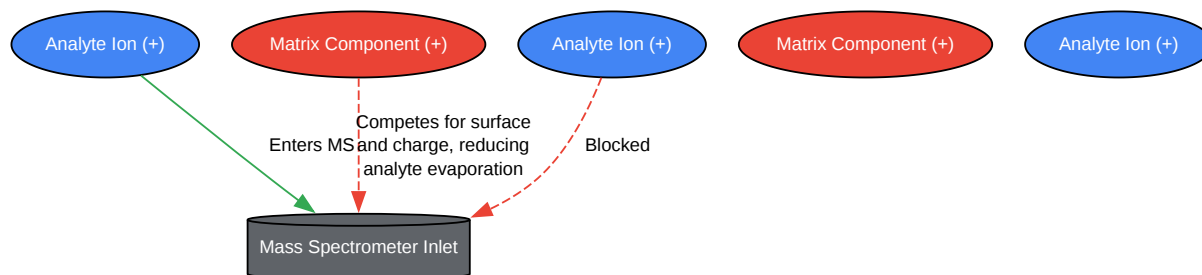 Analyte Ion (+)
Matrix Component (+)
Analyte Ion (+)
Matrix Component (+)
Analyte Ion (+)
Enters MS
Competes for surface
and charge, reducing
analyte evaporation
Blocked
Mass Spectrometer Inlet